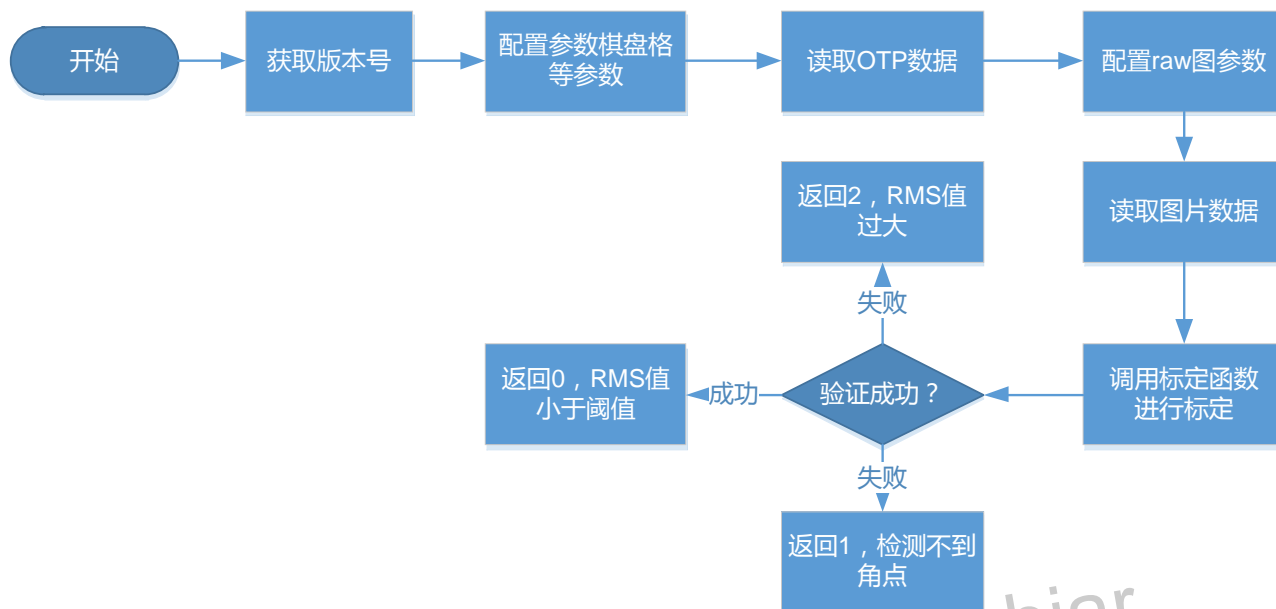 开始
获取版本号
配置参数棋盘格
等参数
读取OTP数据
配置raw图参数
读取图片数据
调用标定函数
进行标定
验证成功？
失败
返回2，RMS值
过大
成功
返回0，RMS值
小于阈值
失败
返回1，检测不到
角点